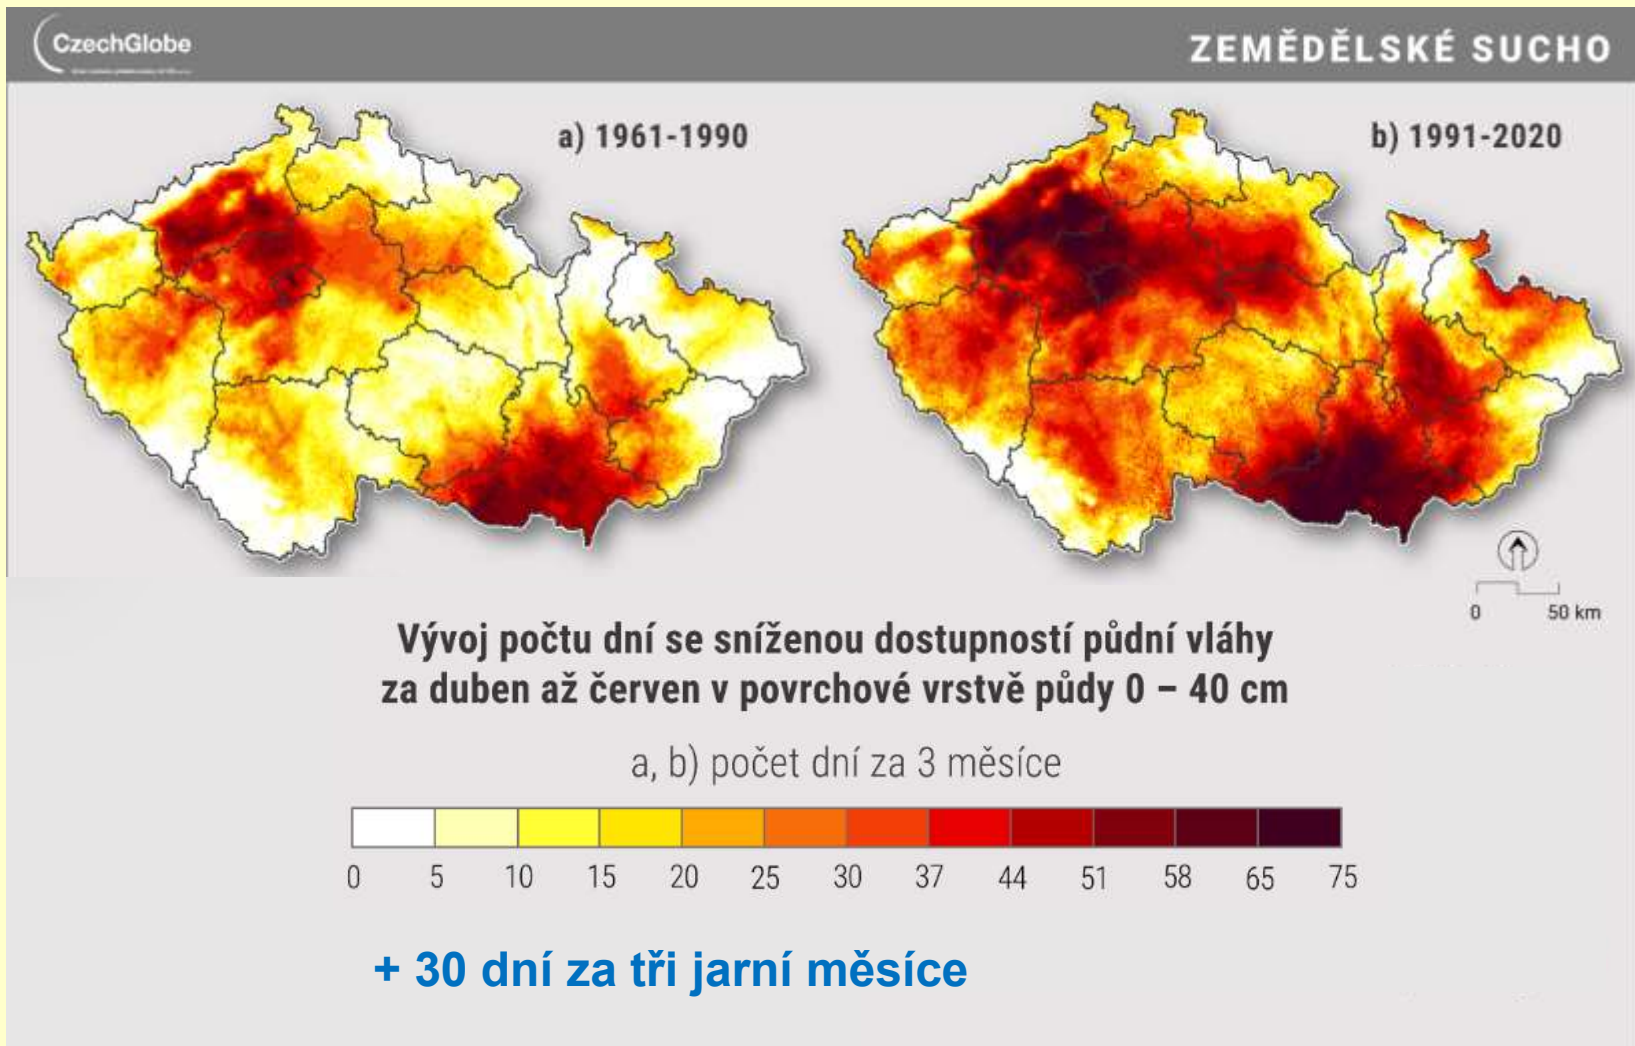 CzechGlobe
ZEMĚDĚLSKÉ SUCHO
a) 1961-1990
b) 1991-2020
0 50 km
Vývoj počtu dní se sníženou dostupností půdní vláhy
za duben až červen v povrchové vrstvě půdy 0 – 40 cm
a, b) počet dní za 3 měsíce
0 5 10 15 20 25 30 37 44 51 58 65 75
+ 30 dní za tři jarní měsíce